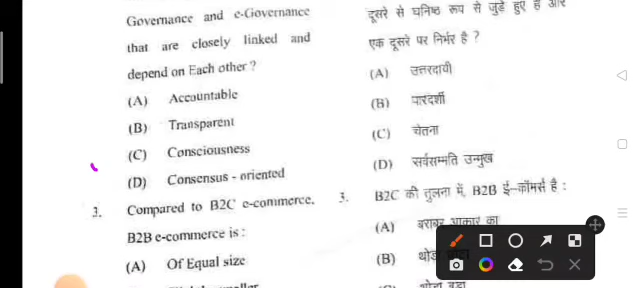 Governance and e-Governance
that are closely linked and
depend on Each other ?
(A) Accountable
(B) Transparent
(C) Consciousness
(D) Consensus - oriented
3. Compared to B2C e-commerce,
B2B e-commerce is :
(A) Of Equal size
दूसरे से घनिष्ठ रूप से जुड़े हुए हैं और
एक दूसरे पर निर्भर है ?
(A) उत्तरदायी
(B) पारदर्शी
(C) चेतना
(D) सर्वसम्मति उन्मुख
3. B2C की तुलना में, B2B ई-कॉमर्स है :
(A) बराबर आकार का
(B) थोड़ा
थोड़ा बड़ा